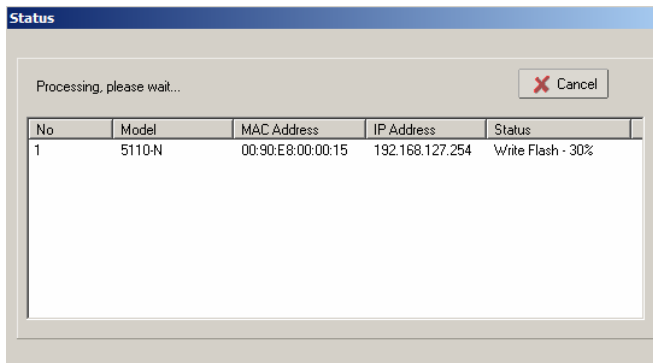 Status
Processing, please wait...
Cancel
No Model MAC Address IP Address Status
1 5110-N 00:90:E8:00:00:15 192.168.127.254 Write Flash - 30%